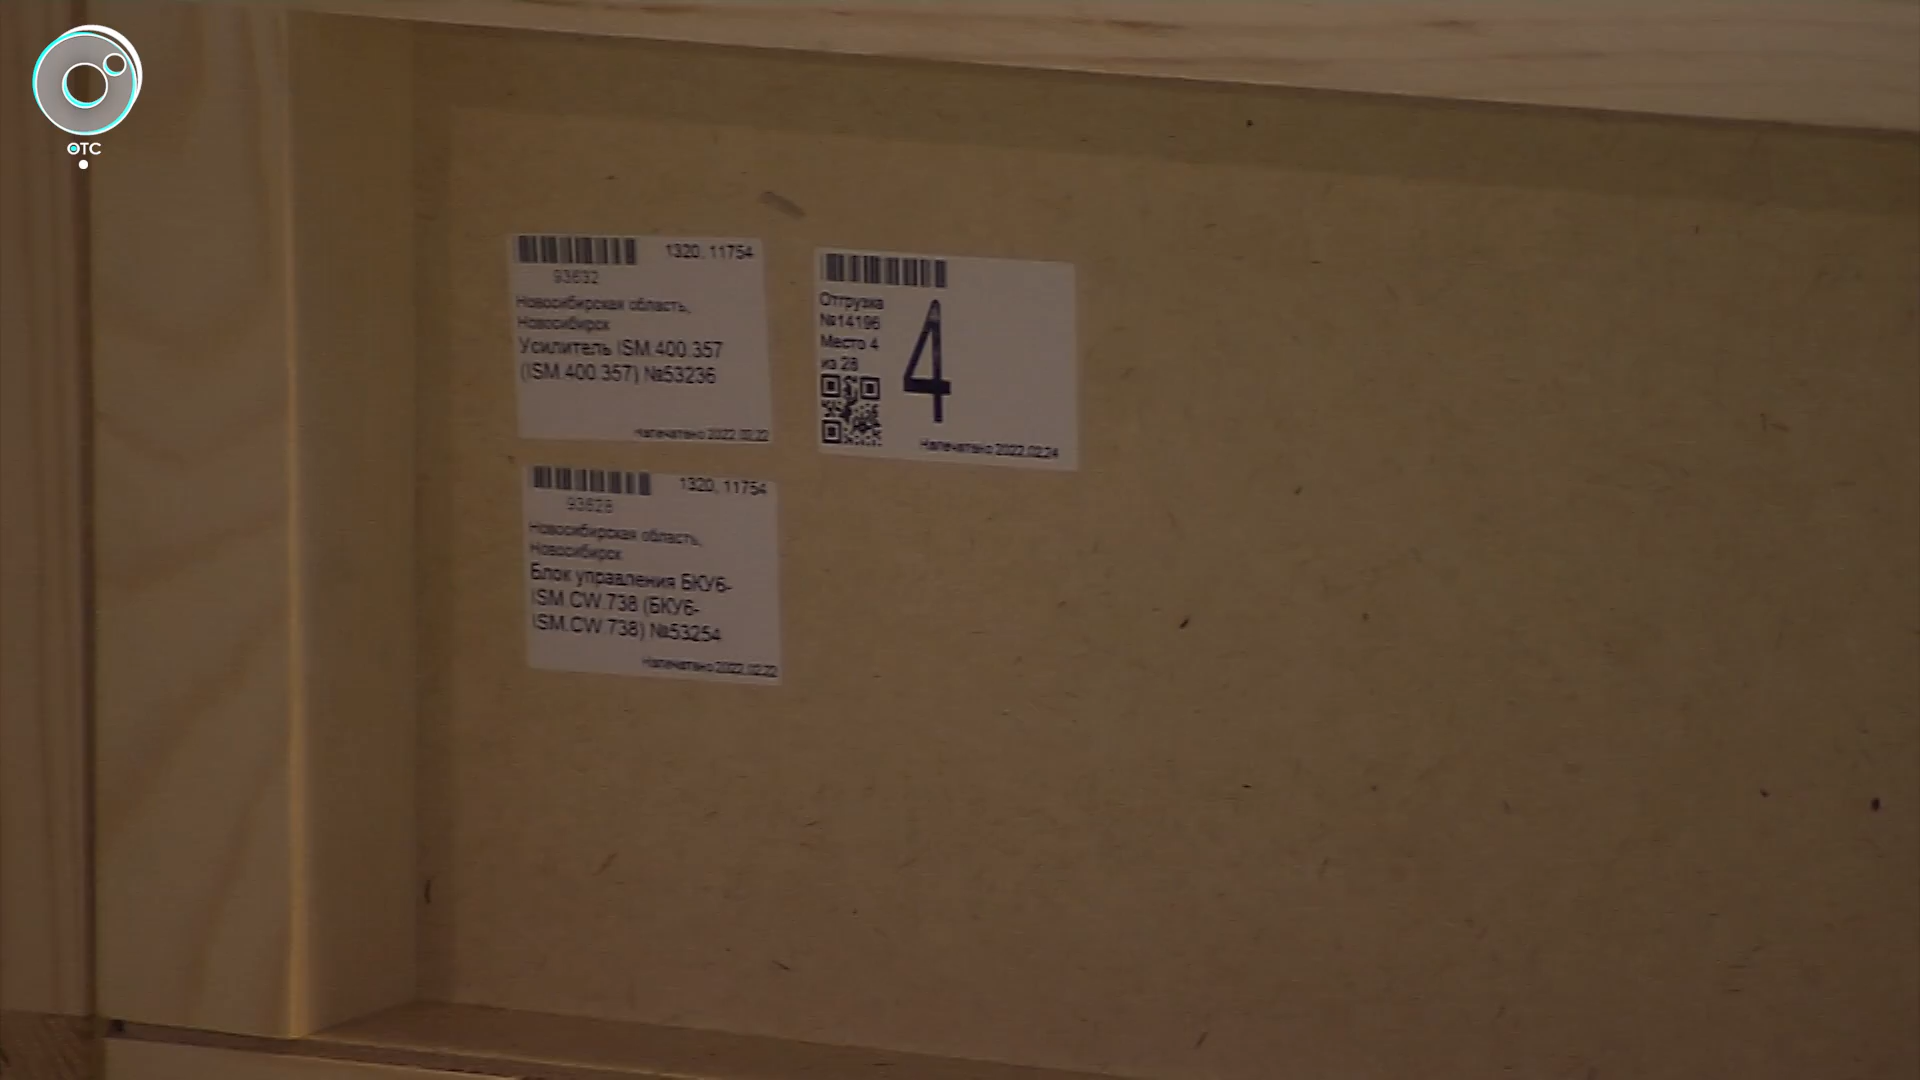 ОТС
1320, 11754
93632
Новосибирская область,
Новосибирск
Усилитель ISM.400.357
(ISM.400.357) №53236
Напечатано 2022.02.22
Отгрузка
№14196
Место 4
из 28
4
Напечатано 2022.02.24
1320, 11754
93628
Новосибирская область,
Новосибирск
Блок управления БКУ6-
ISM.CW.738 (БКУ6-
ISM.CW.738) №53254
Напечатано 2022.02.22